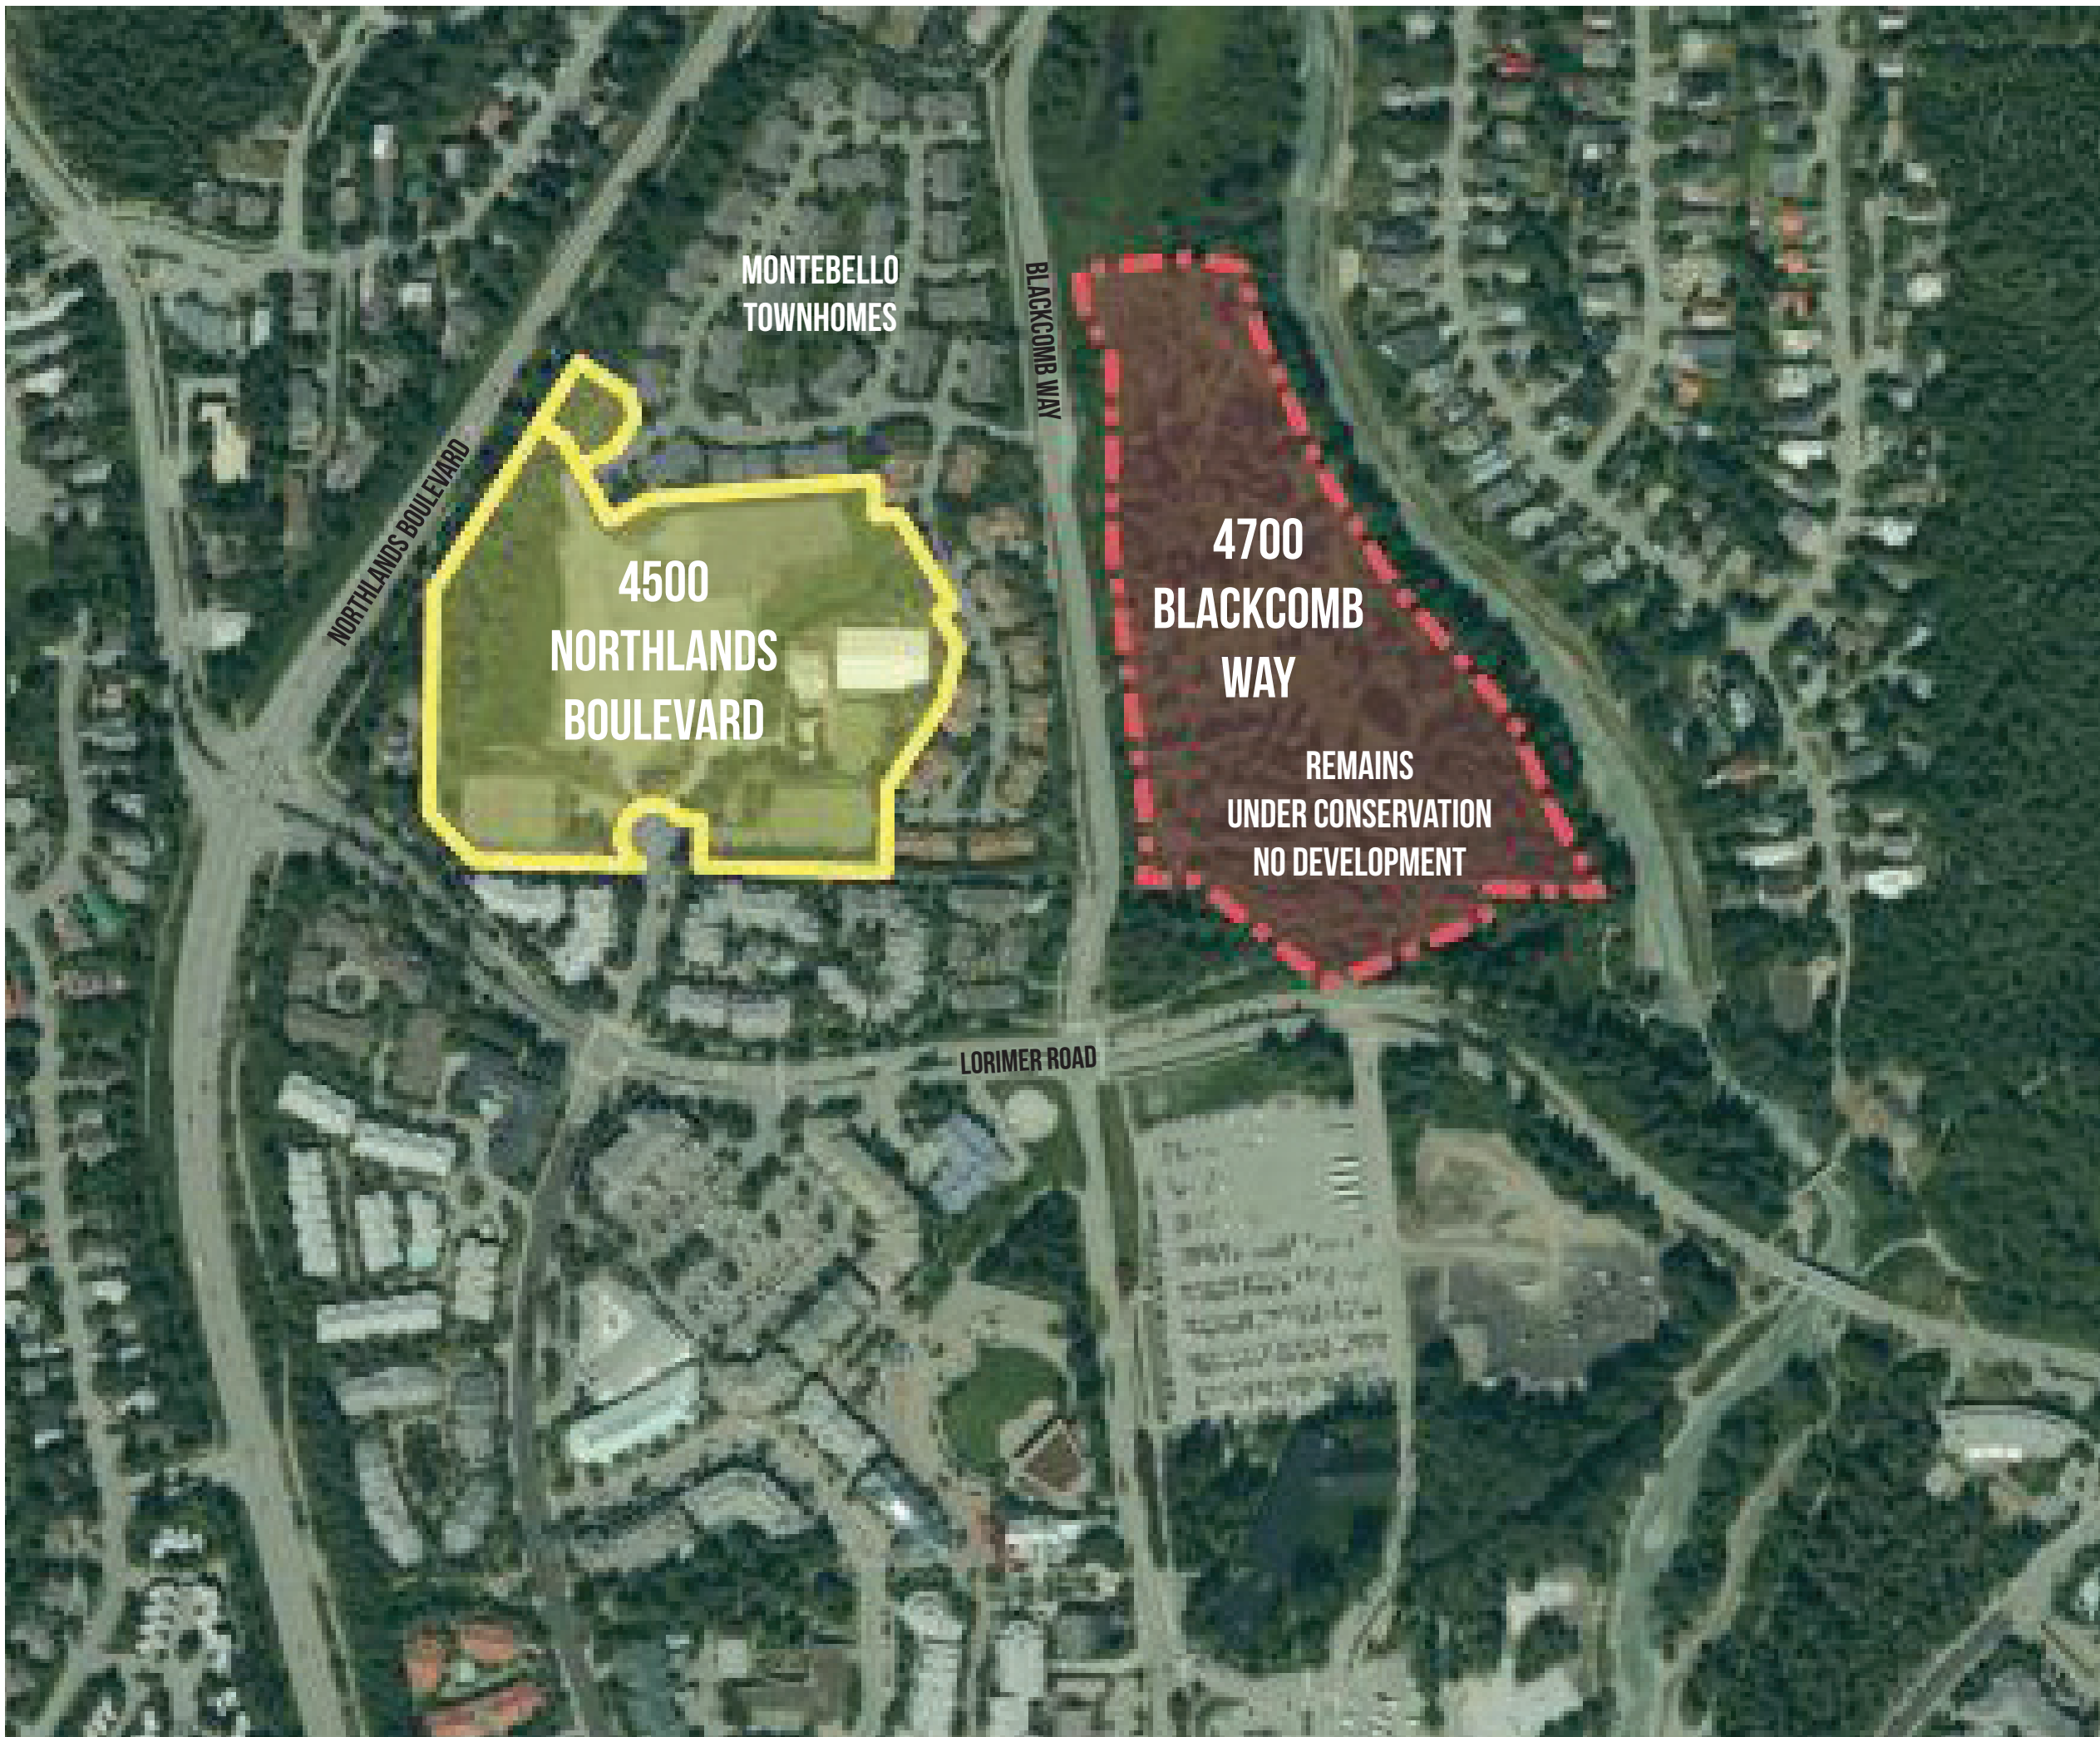 MONTEBELLO
TOWNHOMES
BLACKCOMB WAY
NORTHLANDS BOULEVARD
4500
NORTHLANDS
BOULEVARD
4700
BLACKCOMB
WAY
REMAINS
UNDER CONSERVATION
NO DEVELOPMENT
LORIMER ROAD